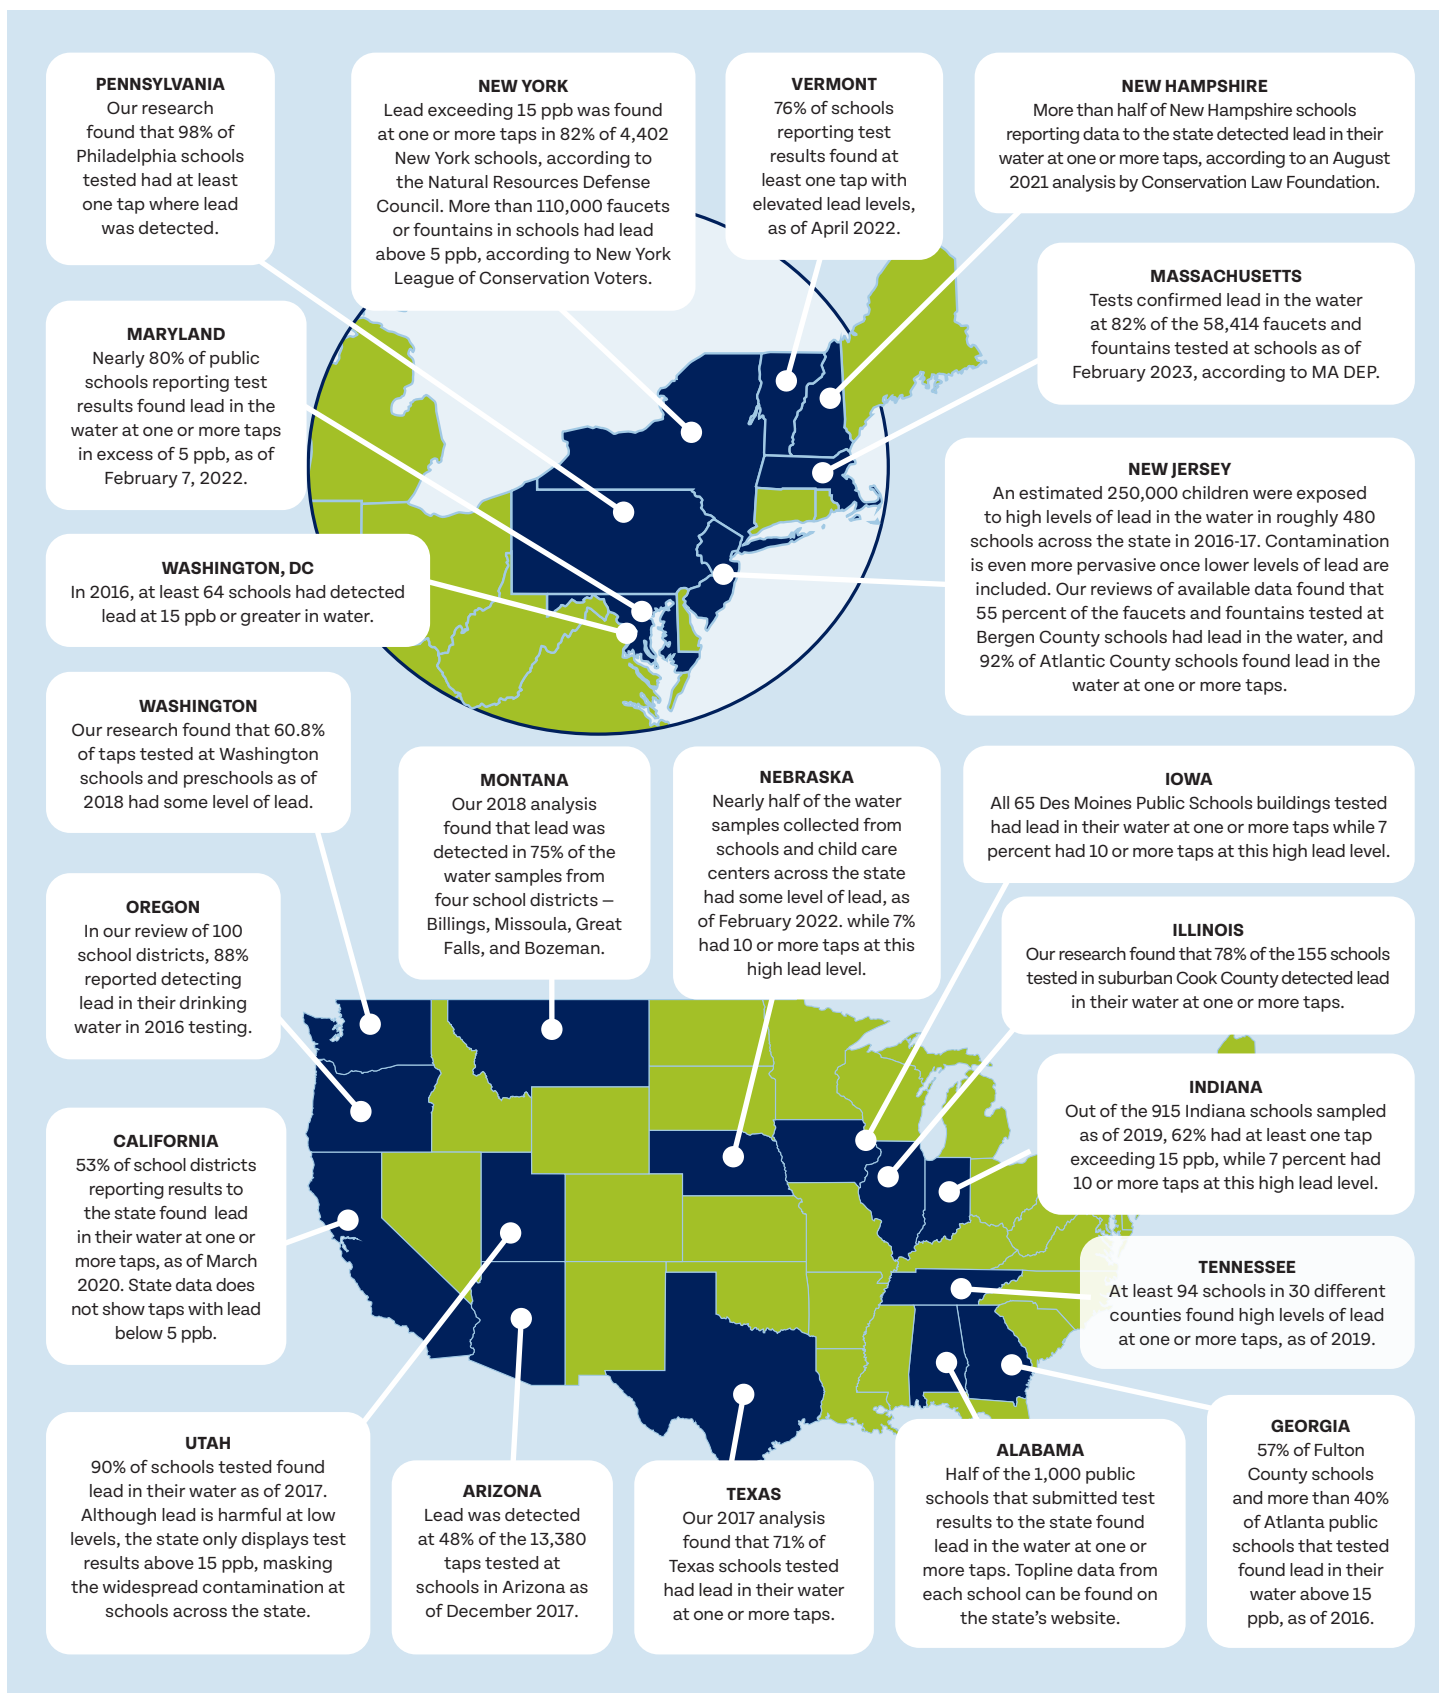 PENNSYLVANIA
Our research
found that 98% of
Philadelphia schools
tested had at least
one tap where lead
was detected.
NEW YORK
Lead exceeding 15 ppb was found
at one or more taps in 82% of 4,402
New York schools, according to
the Natural Resources Defense
Council. More than 110,000 faucets
or fountains in schools had lead
above 5 ppb, according to New York
League of Conservation Voters.
VERMONT
76% of schools
reporting test
results found at
least one tap with
elevated lead levels,
as of April 2022.
NEW HAMPSHIRE
More than half of New Hampshire schools
reporting data to the state detected lead in their
water at one or more taps, according to an August
2021 analysis by Conservation Law Foundation.
MASSACHUSETTS
Tests confirmed lead in the water
at 82% of the 58,414 faucets and
fountains tested at schools as of
February 2023, according to MA DEP.
MARYLAND
Nearly 80% of public
schools reporting test
results found lead in the
water at one or more taps
in excess of 5 ppb, as of
February 7, 2022.
NEW JERSEY
An estimated 250,000 children were exposed
to high levels of lead in the water in roughly 480
schools across the state in 2016-17. Contamination
is even more pervasive once lower levels of lead are
included. Our reviews of available data found that
55 percent of the faucets and fountains tested at
Bergen County schools had lead in the water, and
92% of Atlantic County schools found lead in the
water at one or more taps.
WASHINGTON, DC
In 2016, at least 64 schools had detected
lead at 15 ppb or greater in water.
WASHINGTON
Our research found that 60.8%
of taps tested at Washington
schools and preschools as of
2018 had some level of lead.
MONTANA
Our 2018 analysis
found that lead was
detected in 75% of the
water samples from
four school districts —
Billings, Missoula, Great
Falls, and Bozeman.
NEBRASKA
Nearly half of the water
samples collected from
schools and child care
centers across the state
had some level of lead, as
of February 2022. while 7%
had 10 or more taps at this
high lead level.
IOWA
All 65 Des Moines Public Schools buildings tested
had lead in their water at one or more taps while 7
percent had 10 or more taps at this high lead level.
OREGON
In our review of 100
school districts, 88%
reported detecting
lead in their drinking
water in 2016 testing.
ILLINOIS
Our research found that 78% of the 155 schools
tested in suburban Cook County detected lead
in their water at one or more taps.
INDIANA
Out of the 915 Indiana schools sampled
as of 2019, 62% had at least one tap
exceeding 15 ppb, while 7 percent had
10 or more taps at this high lead level.
CALIFORNIA
53% of school districts
reporting results to
the state found lead
in their water at one or
more taps, as of March
2020. State data does
not show taps with lead
below 5 ppb.
TENNESSEE
At least 94 schools in 30 different
counties found high levels of lead
at one or more taps, as of 2019.
UTAH
90% of schools tested found
lead in their water as of 2017.
Although lead is harmful at low
levels, the state only displays test
results above 15 ppb, masking
the widespread contamination at
schools across the state.
ARIZONA
Lead was detected
at 48% of the 13,380
taps tested at
schools in Arizona as
of December 2017.
TEXAS
Our 2017 analysis
found that 71% of
Texas schools tested
had lead in their water
at one or more taps.
ALABAMA
Half of the 1,000 public
schools that submitted test
results to the state found
lead in the water at one or
more taps. Topline data from
each school can be found on
the state's website.
GEORGIA
57% of Fulton
County schools
and more than 40%
of Atlanta public
schools that tested
found lead in their
water above 15
ppb, as of 2016.